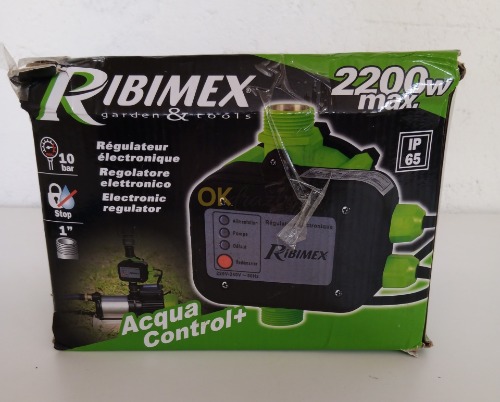 RIBIMEX®
garden & tools
2200w
max.
IP
65
10
bar
Régulateur
électronique
Regolatore
elettronico
Electronic
regulator
Stop
1"
OK
Régulateur
RIBIMEX
Acqua
Control+